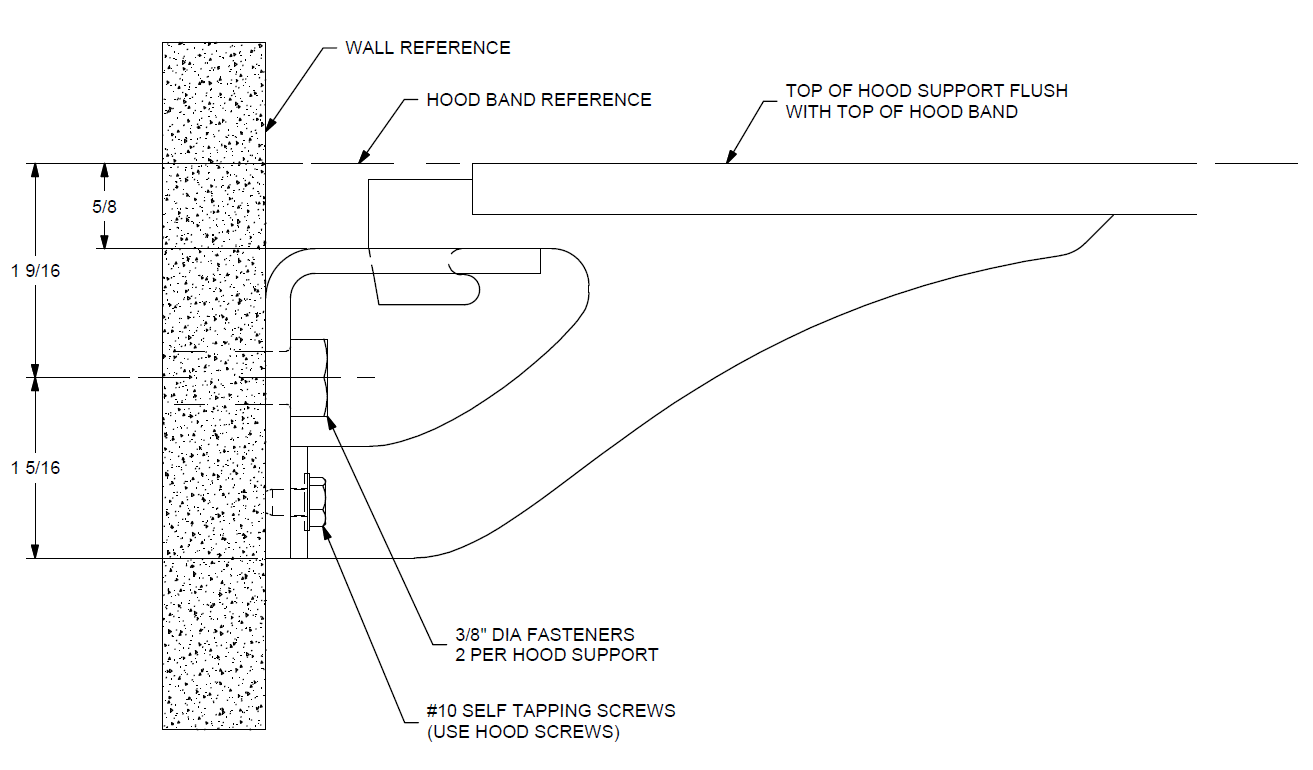 WALL REFERENCE
HOOD BAND REFERENCE
TOP OF HOOD SUPPORT FLUSH
WITH TOP OF HOOD BAND
5/8
1 9/16
1 5/16
3/8" DIA FASTENERS
2 PER HOOD SUPPORT
#10 SELF TAPPING SCREWS
(USE HOOD SCREWS)